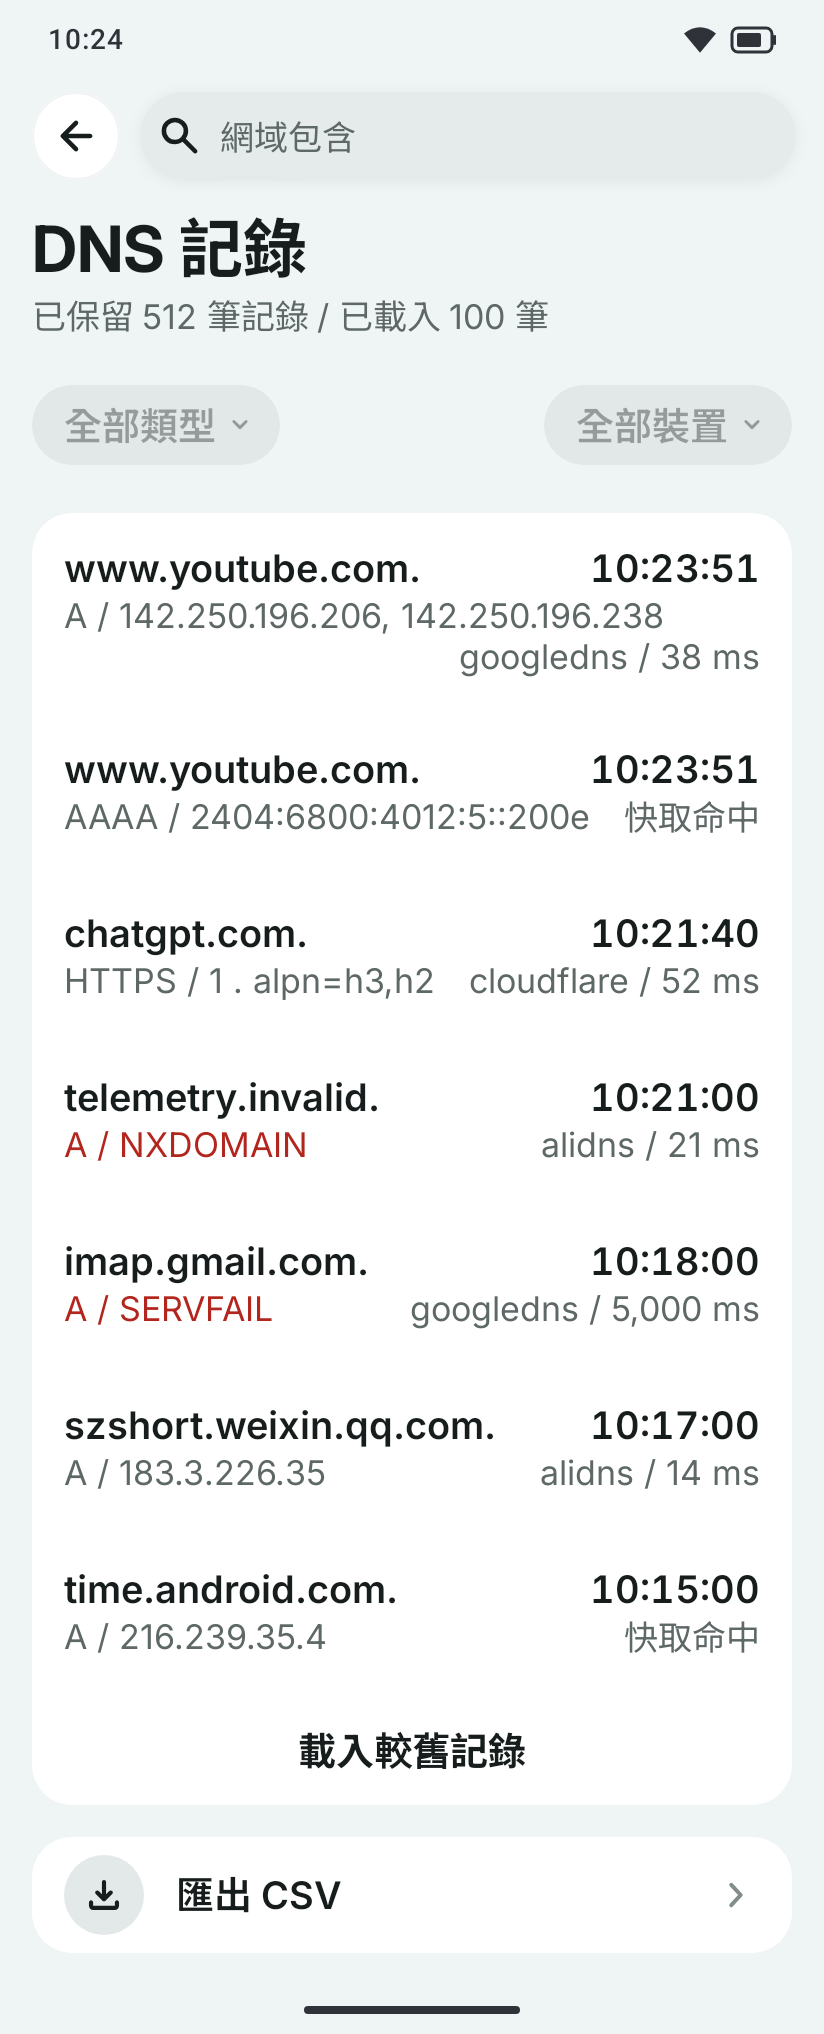 10:24
網域包含
DNS 記錄
已保留 512 筆記錄 / 已載入 100 筆
全部類型 全部裝置
www.youtube.com. 10:23:51
A / 142.250.196.206, 142.250.196.238
googledns / 38 ms
www.youtube.com. 10:23:51
AAAA / 2404:6800:4012:5::200e 快取命中
chatgpt.com. 10:21:40
HTTPS / 1 . alpn=h3,h2 cloudflare / 52 ms
telemetry.invalid. 10:21:00
A / NXDOMAIN alidns / 21 ms
imap.gmail.com. 10:18:00
A / SERVFAIL googledns / 5,000 ms
szshort.weixin.qq.com. 10:17:00
A / 183.3.226.35 alidns / 14 ms
time.android.com. 10:15:00
A / 216.239.35.4 快取命中
載入較舊記錄
匯出 CSV